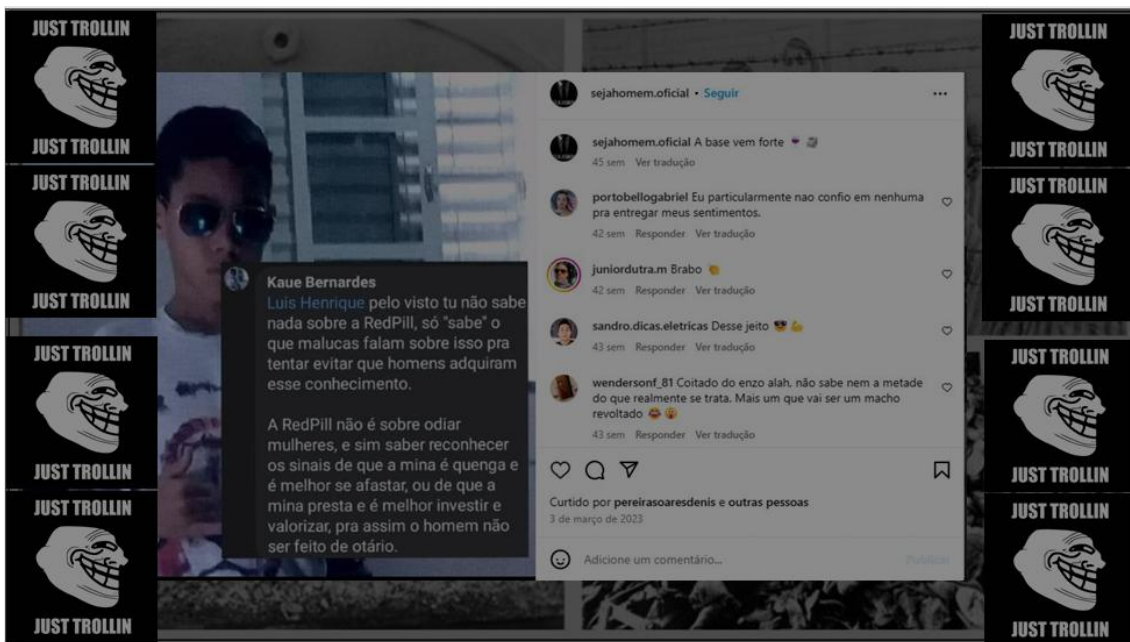 JUST TROLLIN
JUST TROLLIN
JUST TROLLIN
JUST TROLLIN
JUST TROLLIN
JUST TROLLIN
JUST TROLLIN
JUST TROLLIN
Kaue Bernardes
Luis Henrique pelo visto tu não sabe
nada sobre a RedPill, só "sabe" o
que malucas falam sobre isso pra
tentar evitar que homens adquiram
esse conhecimento.
A RedPill não é sobre odiar
mulheres, e sim saber reconhecer
os sinais de que a mina é quenga e
é melhor se afastar, ou de que a
mina presta e é melhor investir e
valorizar, pra assim o homem não
ser feito de otário.
sejahomem.oficial • Seguir
sejahomem.oficial A base vem forte 🍷 🗿
45 sem Ver tradução
portobellogabriel Eu particularmente nao confio em nenhuma
pra entregar meus sentimentos.
42 sem Responder Ver tradução
juniordutra.m Brabo 👏
42 sem Responder Ver tradução
sandro.dicas.eletricas Desse jeito 😎💪
43 sem Responder Ver tradução
wendersonf_81 Coitado do enzo alah, não sabe nem a metade
do que realmente se trata. Mais um que vai ser um macho
revoltado 😂
43 sem Responder Ver tradução
Curtido por pereirasoaresdenis e outras pessoas
3 de março de 2023
Adicione um comentário...
Publicar
JUST TROLLIN
JUST TROLLIN
JUST TROLLIN
JUST TROLLIN
JUST TROLLIN
JUST TROLLIN
JUST TROLLIN
JUST TROLLIN